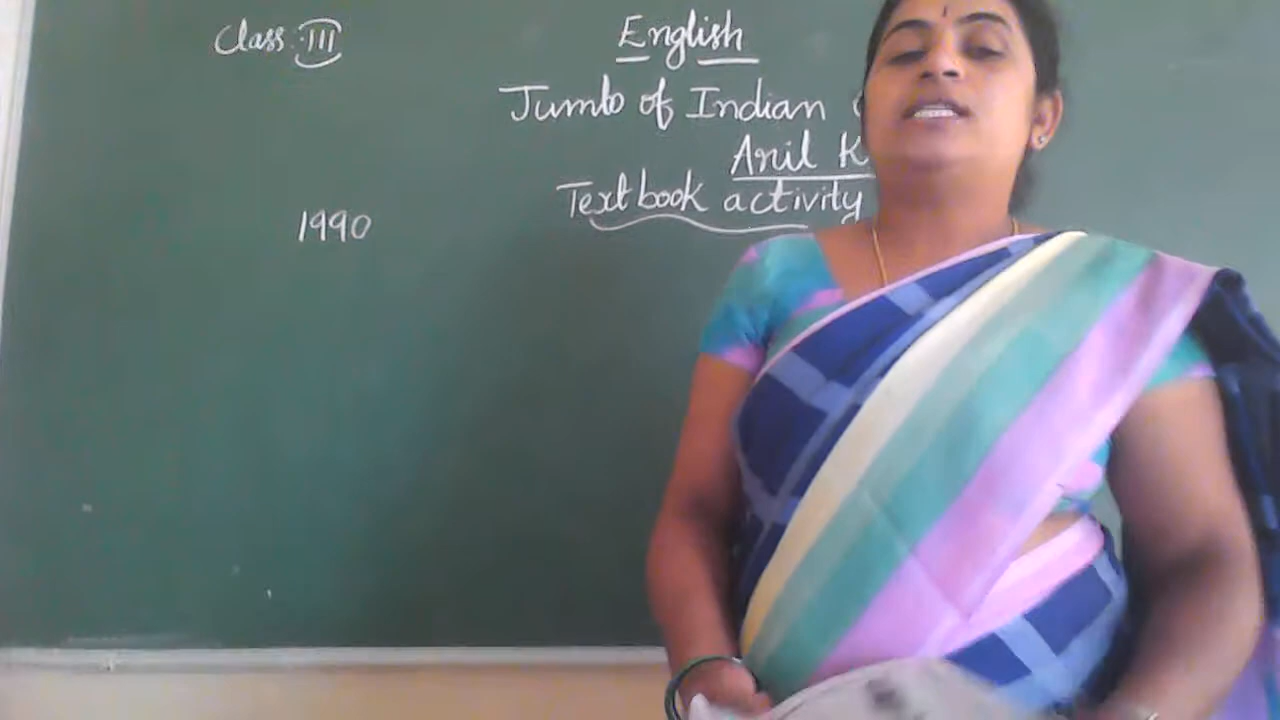 Class: III
English
Jumbo of Indian
Anil K
Textbook activity
1990